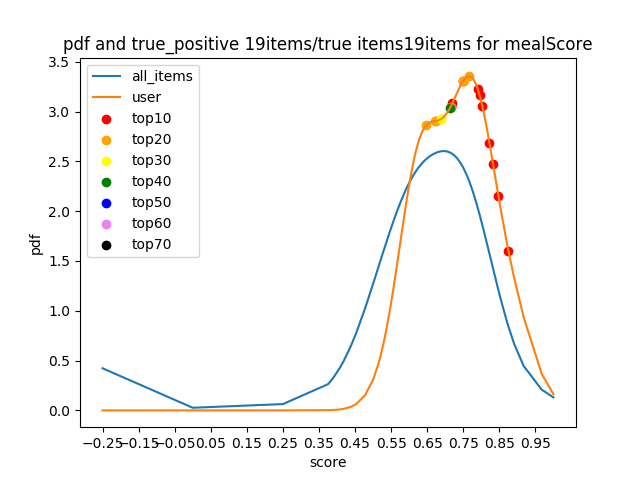 pdf and true_positive 19items/true items19items for mealScore
all_items
user
top10
top20
top30
top40
top50
top60
top70
pdf
3.5
3.0
2.5
2.0
1.5
1.0
0.5
0.0
−0.25 −0.15 −0.05 0.05 0.15 0.25 0.35 0.45 0.55 0.65 0.75 0.85 0.95
score